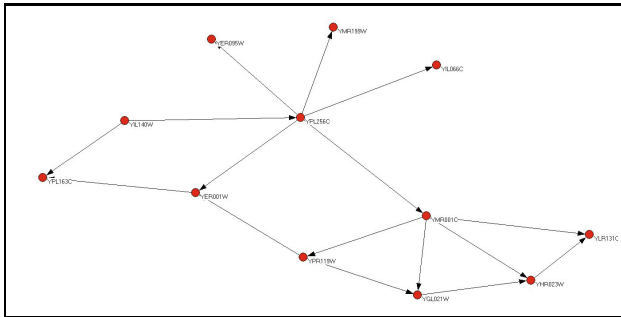 YMR199W
YER095W
YIL066C
YIL140W
YPL256C
YPL163C
YER001W
YMR001C
YLR131C
YPR119W
YHR023W
YGL021W